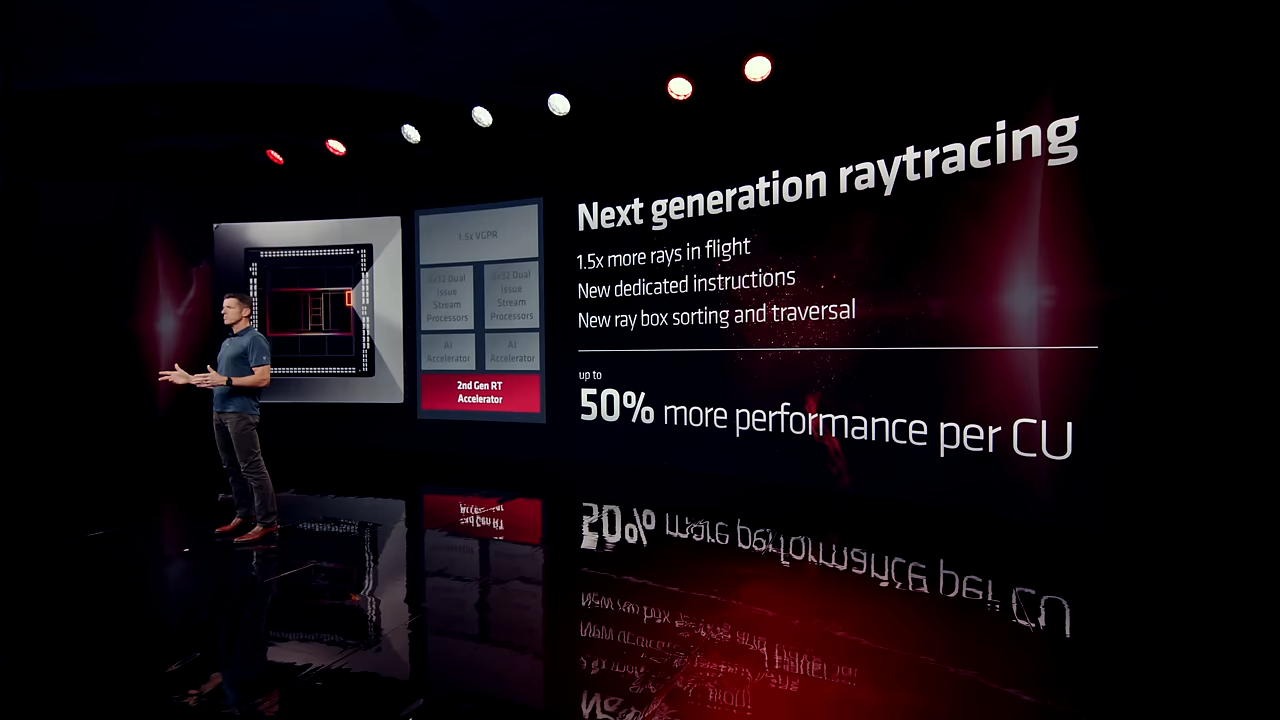 Next generation raytracing
1.5x more rays in flight
New dedicated instructions
New ray box sorting and traversal
up to
50% more performance per CU
1.5x VGPR
Dual
Issue
Stream
Processors
Dual
Issue
Stream
Processors
AI
Accelerator
AI
Accelerator
2nd Gen RT
Accelerator